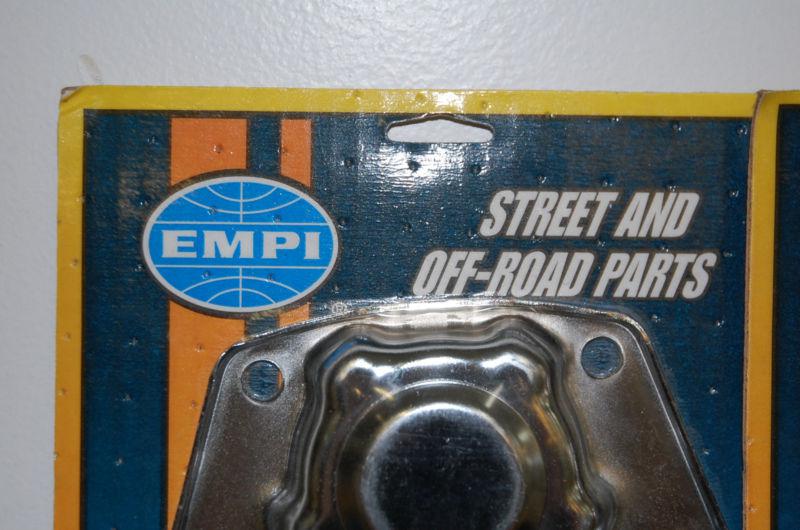 EMPI
®
STREET AND
OFF-ROAD PARTS